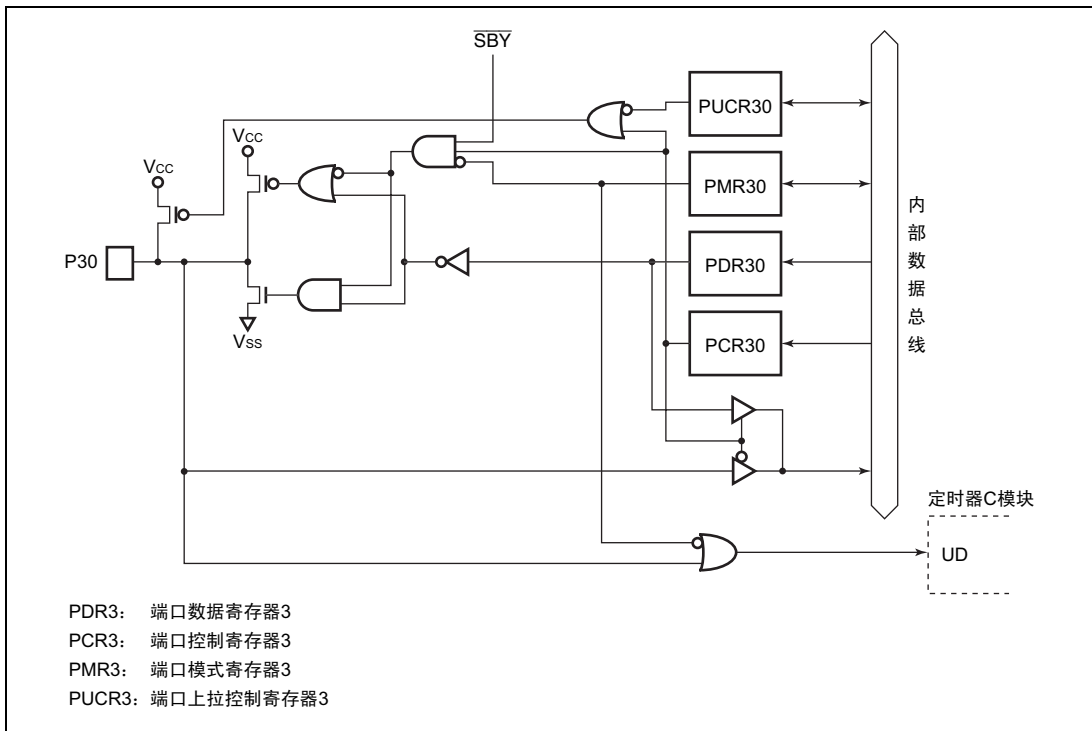 SBY
PUCR30
VCC
VCC
PMR30
P30
PDR30
VSS
PCR30
内部数据总线
定时器C模块
UD
PDR3： 端口数据寄存器3
PCR3： 端口控制寄存器3
PMR3： 端口模式寄存器3
PUCR3：端口上拉控制寄存器3